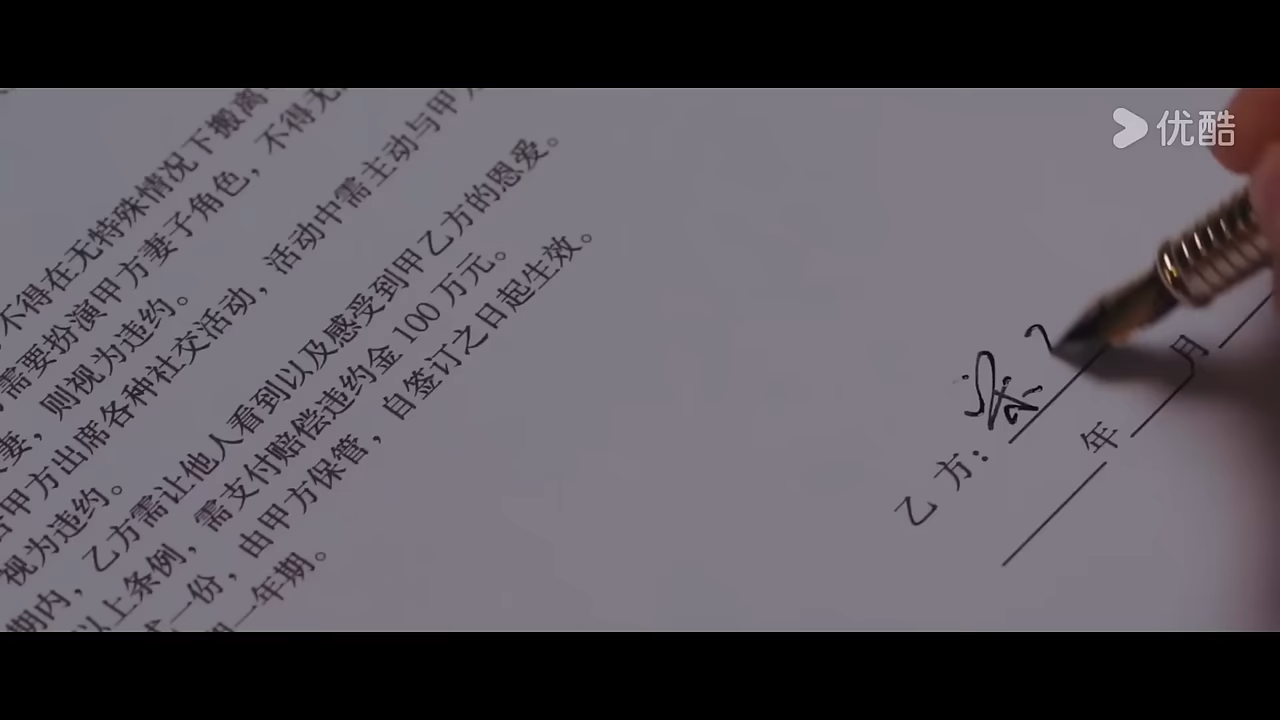 优酷
不得在无特殊情况下搬离
需要扮演甲方妻子角色，不得无
妻，则视为违约。
甲方出席各种社交活动，活动中需主动与甲方
视为违约。
期内，乙方需让他人看到以及感受到甲乙方的恩爱。
以上条例，需支付赔偿违约金 100 万元。
一份，由甲方保管，自签订之日起生效。
一年期。
乙 方：梁
年 月